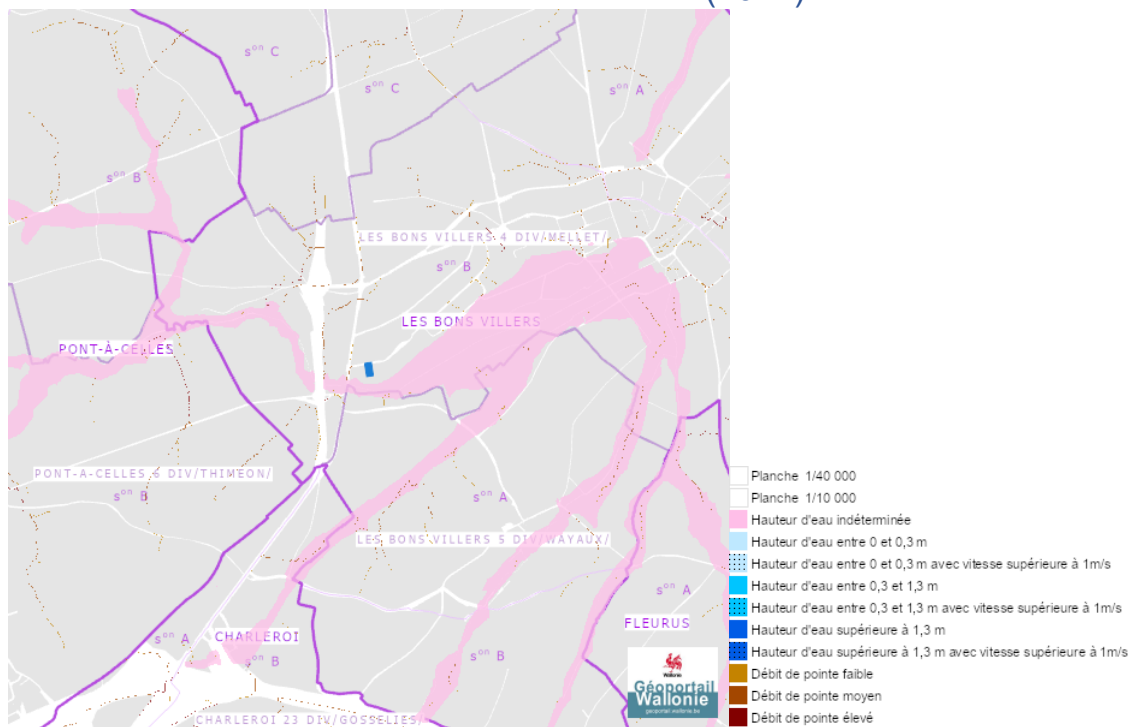 sᵒⁿ C
sᵒⁿ C
sᵒⁿ A
sᵒⁿ B
LES BONS VILLERS 4 DIV/MELLET/
sᵒⁿ B
LES BONS VILLERS
PONT-À-CELLES
PONT-A-CELLES 6 DIV/THIMEON/
sᵒⁿ B
sᵒⁿ A
LES BONS VILLERS 5 DIV/WAYAUX/
sᵒⁿ A
FLEURUS
sᵒⁿ A
CHARLEROI
sᵒⁿ B
sᵒⁿ B
CHARLEROI 23 DIV/GOSSELIES/
Wallonie
Géoportail
Wallonie
geoportail.wallonie.be
Planche 1/40 000
Planche 1/10 000
Hauteur d'eau indéterminée
Hauteur d'eau entre 0 et 0,3 m
Hauteur d'eau entre 0 et 0,3 m avec vitesse supérieure à 1m/s
Hauteur d'eau entre 0,3 et 1,3 m
Hauteur d'eau entre 0,3 et 1,3 m avec vitesse supérieure à 1m/s
Hauteur d'eau supérieure à 1,3 m
Hauteur d'eau supérieure à 1,3 m avec vitesse supérieure à 1m/s
Débit de pointe faible
Débit de pointe moyen
Débit de pointe élevé